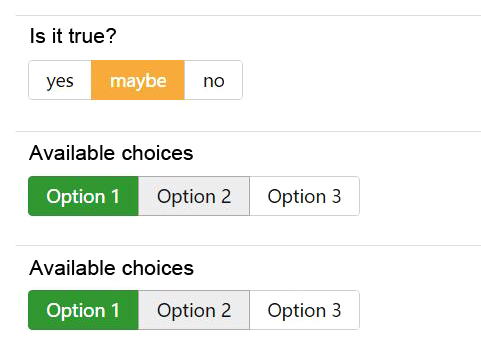 Is it true?
yes maybe no
Available choices
Option 1 Option 2 Option 3
Available choices
Option 1 Option 2 Option 3